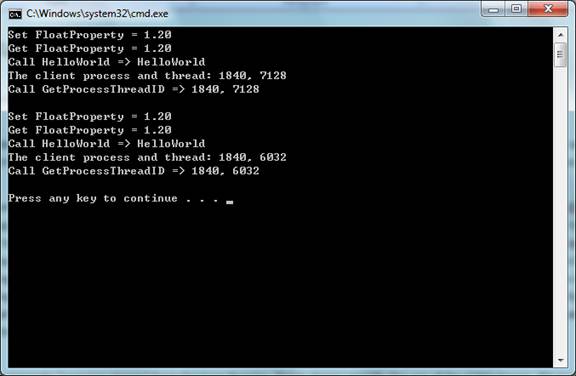 C:\Windows\system32\cmd.exe
Set FloatProperty = 1.20
Get FloatProperty = 1.20
Call HelloWorld => HelloWorld
The client process and thread: 1840, 7128
Call GetProcessThreadID => 1840, 7128
Set FloatProperty = 1.20
Get FloatProperty = 1.20
Call HelloWorld => HelloWorld
The client process and thread: 1840, 6032
Call GetProcessThreadID => 1840, 6032
Press any key to continue . . . _